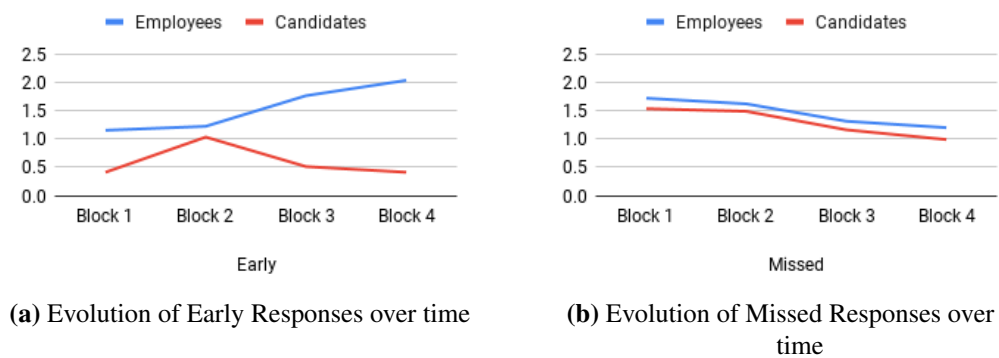 Employees Candidates
2.5
2.0
1.5
1.0
0.5
0.0
Block 1 Block 2 Block 3 Block 4
Early
(a) Evolution of Early Responses over time
Employees Candidates
2.5
2.0
1.5
1.0
0.5
0.0
Block 1 Block 2 Block 3 Block 4
Missed
(b) Evolution of Missed Responses over
time